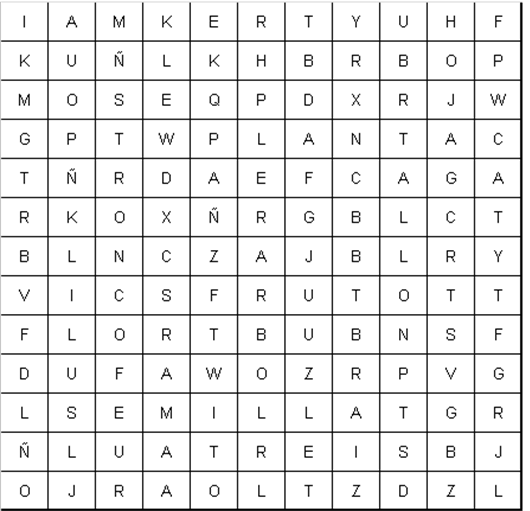 I A M K E R T Y U H F
K U Ñ L K H B R B O P
M O S E Q P D X R J W
G P T W P L A N T A C
T Ñ R D A E F C A G A
R K O X Ñ R G B L C T
B L N C Z A J B L R Y
V I C S F R U T O T T
F L O R T B U B N S F
D U F A W O Z R P V G
L S E M I L L A T G R
Ñ L U A T R E I S B J
O J R A O L T Z D Z L